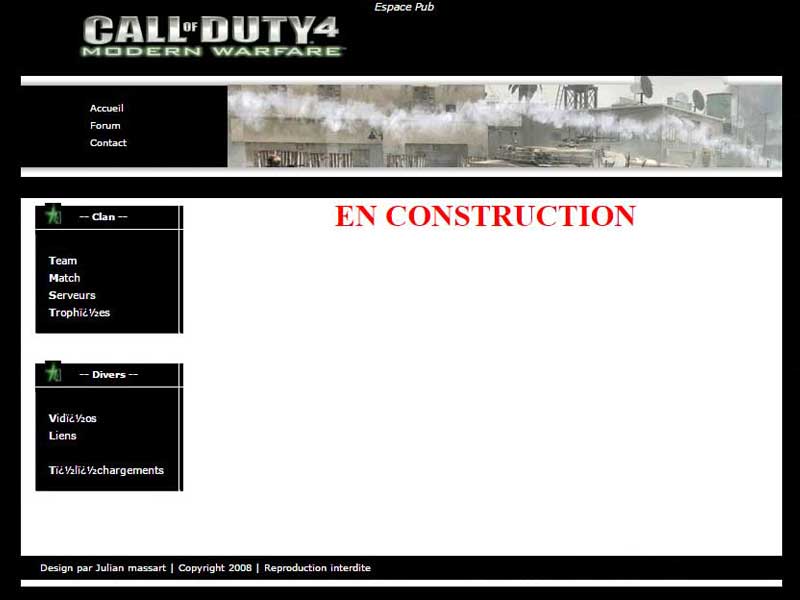 Espace Pub
CALL OF DUTY 4
MODERN WARFARE
Accueil
Forum
Contact
-- Clan --
Team
Match
Serveurs
Trophï¿½es
EN CONSTRUCTION
-- Divers --
Vidï¿½os
Liens
Tï¿½lï¿½chargements
Design par Julian massart | Copyright 2008 | Reproduction interdite